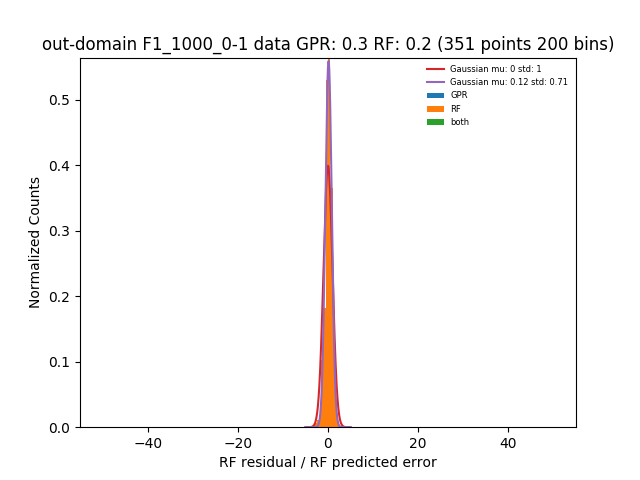 out-domain F1_1000_0-1 data GPR: 0.3 RF: 0.2 (351 points 200 bins)
Gaussian mu: 0 std: 1
Gaussian mu: 0.12 std: 0.71
GPR
RF
both
Normalized Counts
0.5
0.4
0.3
0.2
0.1
0.0
−40 −20 0 20 40
RF residual / RF predicted error